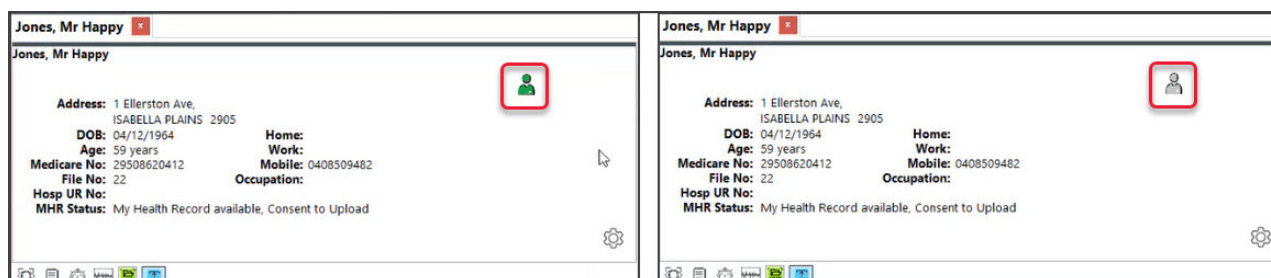 Jones, Mr Happy x
Jones, Mr Happy
Address: 1 Ellerston Ave,
ISABELLA PLAINS 2905
DOB: 04/12/1964 Home:
Age: 59 years Work:
Medicare No: 29508620412 Mobile: 0408509482
File No: 22 Occupation:
Hosp UR No:
MHR Status: My Health Record available, Consent to Upload
Jones, Mr Happy x
Jones, Mr Happy
Address: 1 Ellerston Ave,
ISABELLA PLAINS 2905
DOB: 04/12/1964 Home:
Age: 59 years Work:
Medicare No: 29508620412 Mobile: 0408509482
File No: 22 Occupation:
Hosp UR No:
MHR Status: My Health Record available, Consent to Upload